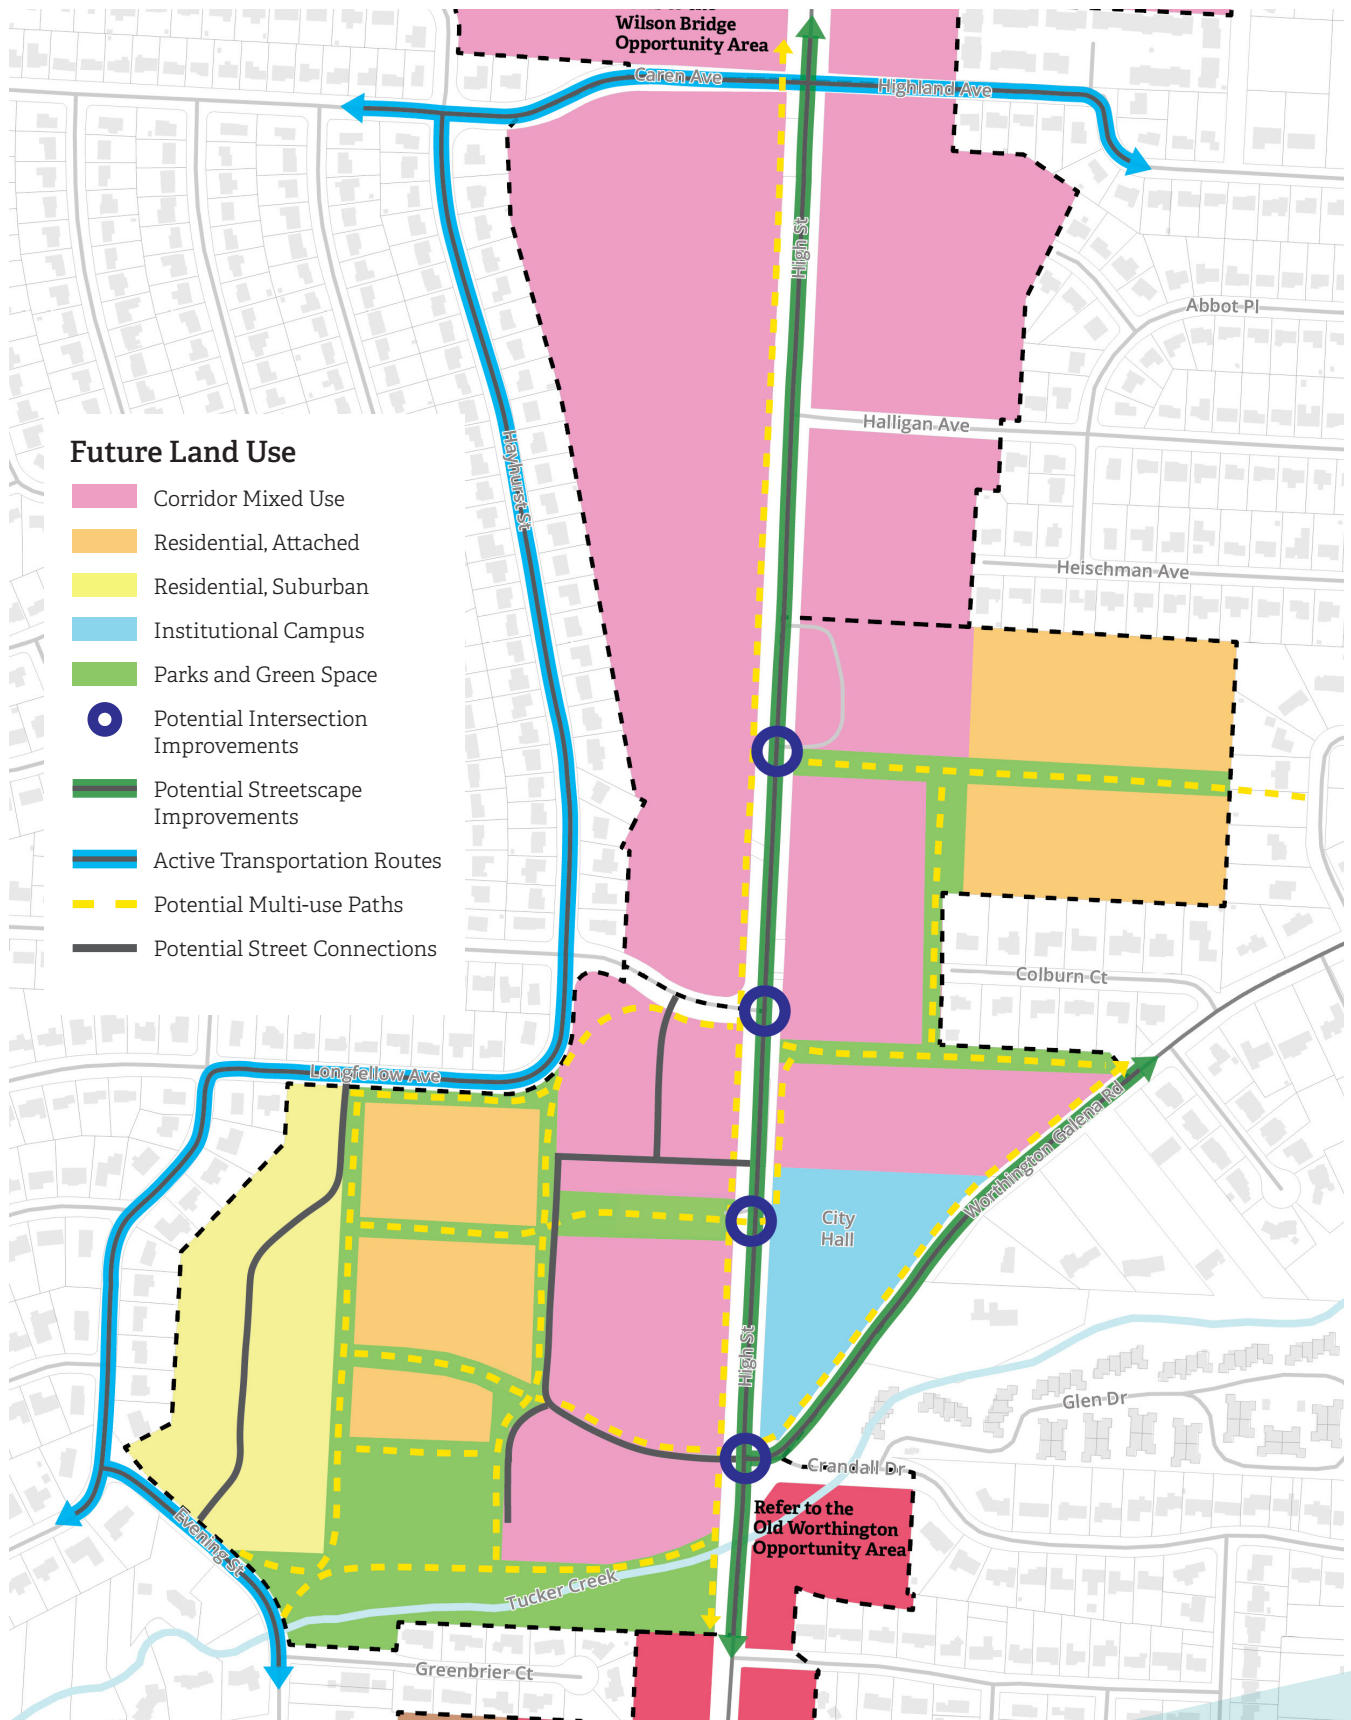 Wilson Bridge
Opportunity Area
Caren Ave
Highland Ave
High St
Abbot Pl
Halligan Ave
Hayhurst St
Heischman Ave
Future Land Use
Corridor Mixed Use
Residential, Attached
Residential, Suburban
Institutional Campus
Parks and Green Space
Potential Intersection
Improvements
Potential Streetscape
Improvements
Active Transportation Routes
Potential Multi-use Paths
Potential Street Connections
Colburn Ct
Longfellow Ave
Worthington Galena Rd
City
Hall
High St
Glen Dr
Crandall Dr
Refer to the
Old Worthington
Opportunity Area
Evening St
Tucker Creek
Greenbrier Ct